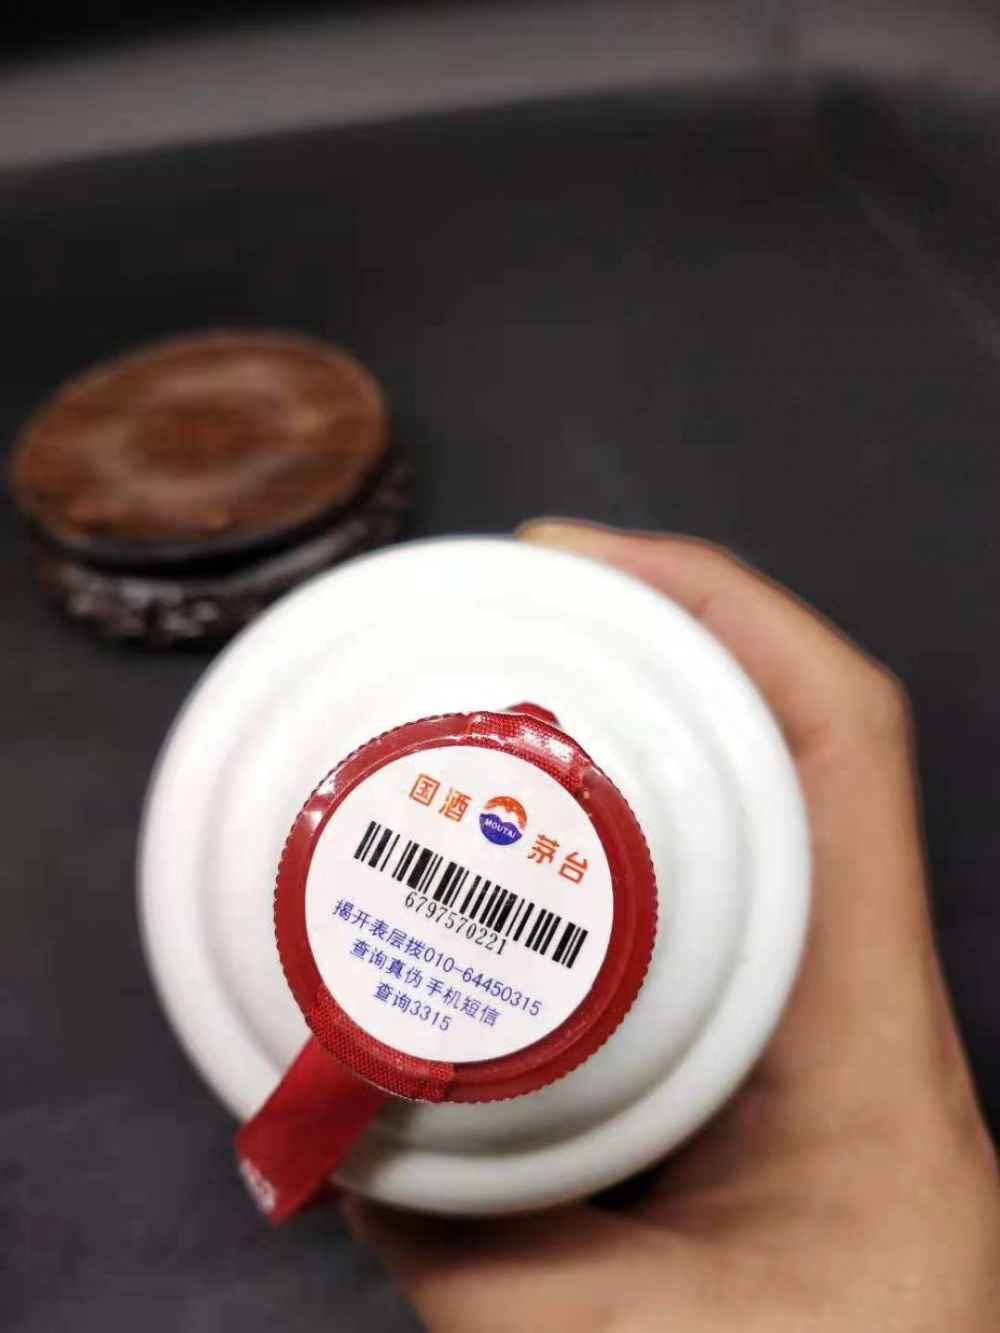 国酒 MOUTAI 茅台
6797570221
揭开表层拨010-64450315
查询真伪 手机短信
查询3315